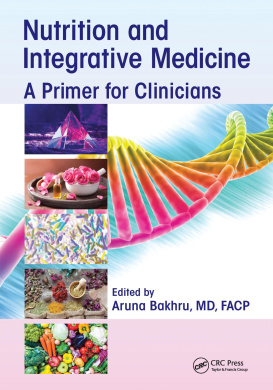 Nutrition and
Integrative Medicine
A Primer for Clinicians
Edited by
Aruna Bakhru, MD, FACP
CRC Press
Taylor & Francis Group